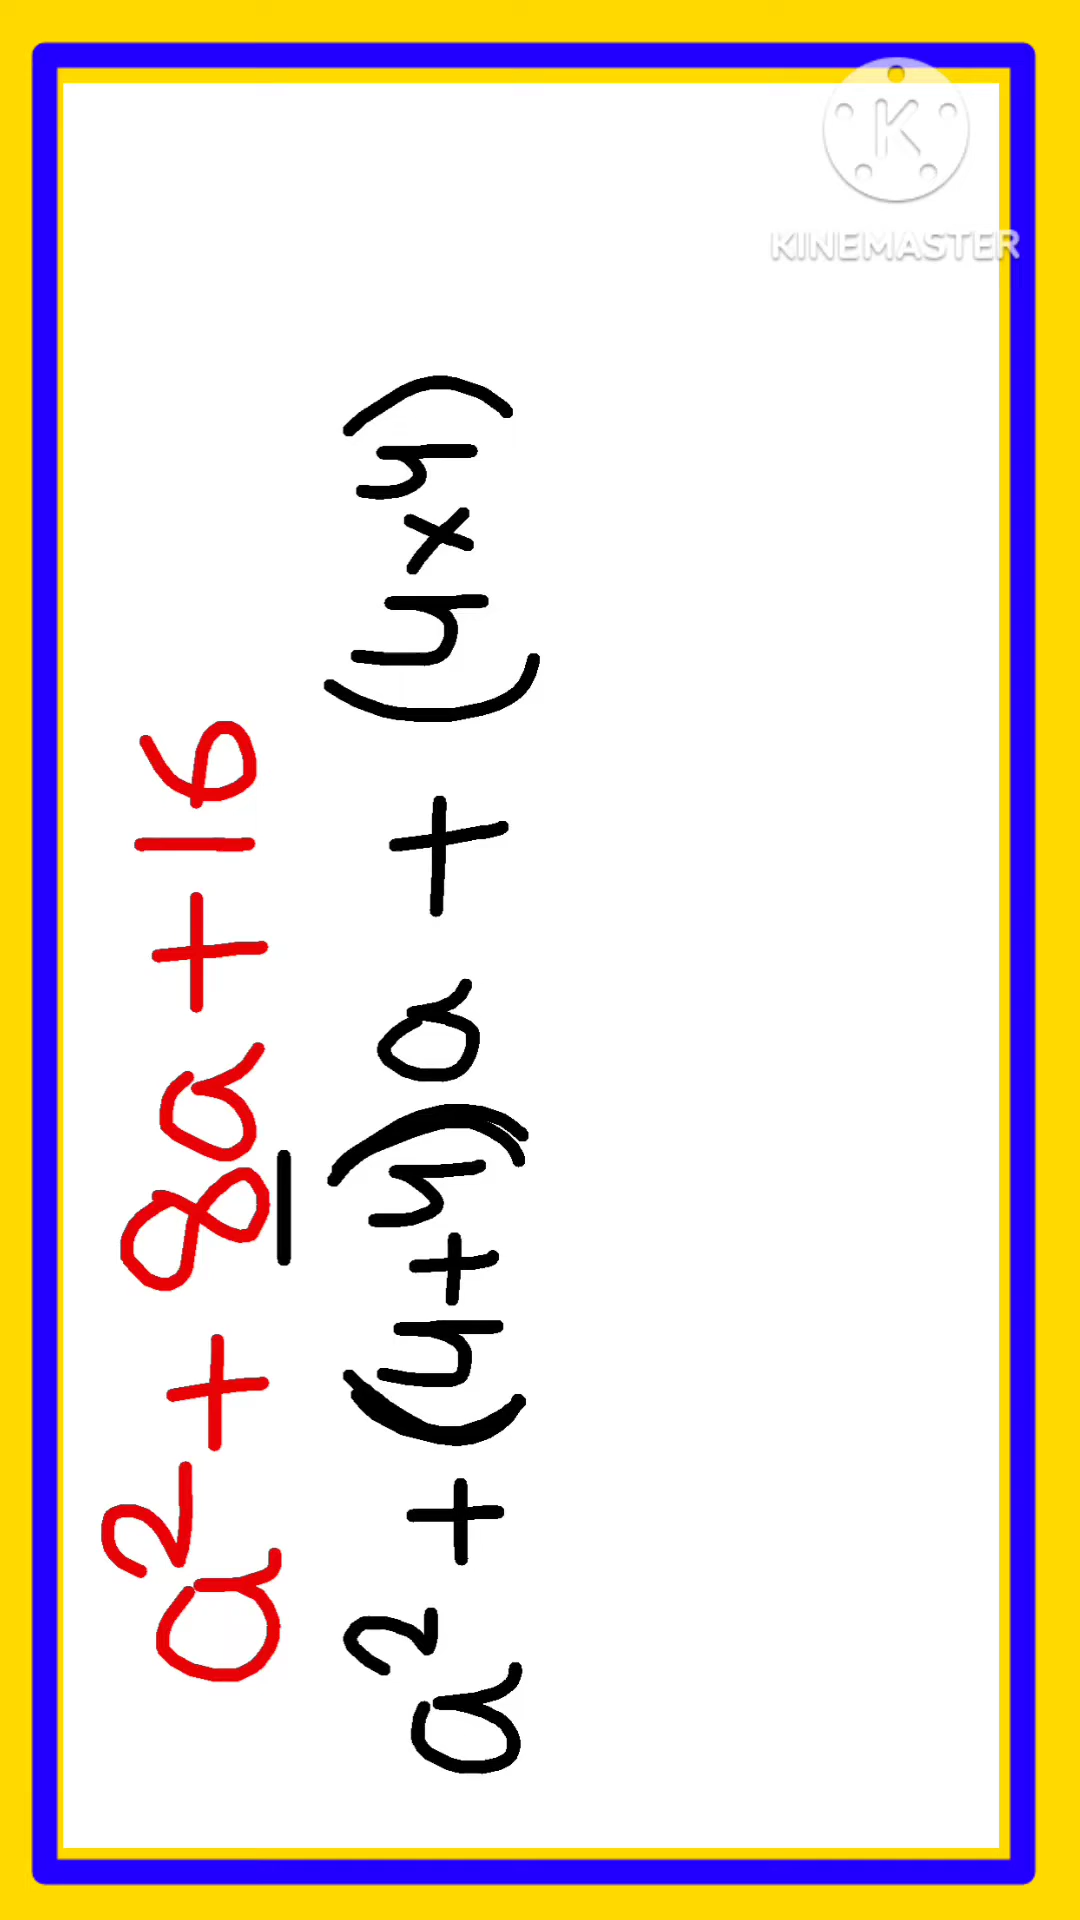 a² + 8a + 16
a² + (4+4)a + (4×4)
KINEMASTER